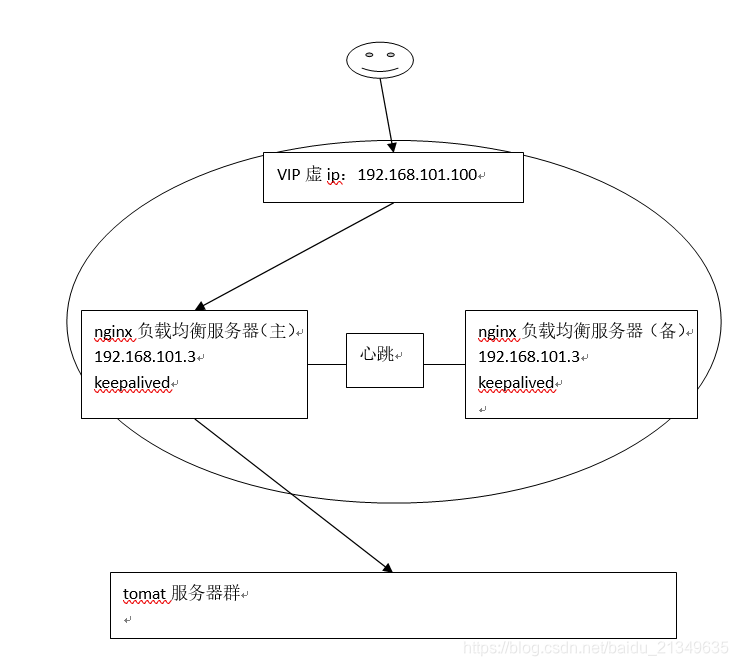 VIP 虚 ip：192.168.101.100
nginx 负载均衡服务器（主）
192.168.101.3
keepalived
心跳
nginx 负载均衡服务器（备）
192.168.101.3
keepalived
tomat 服务器群
https://blog.csdn.net/baidu_21349635